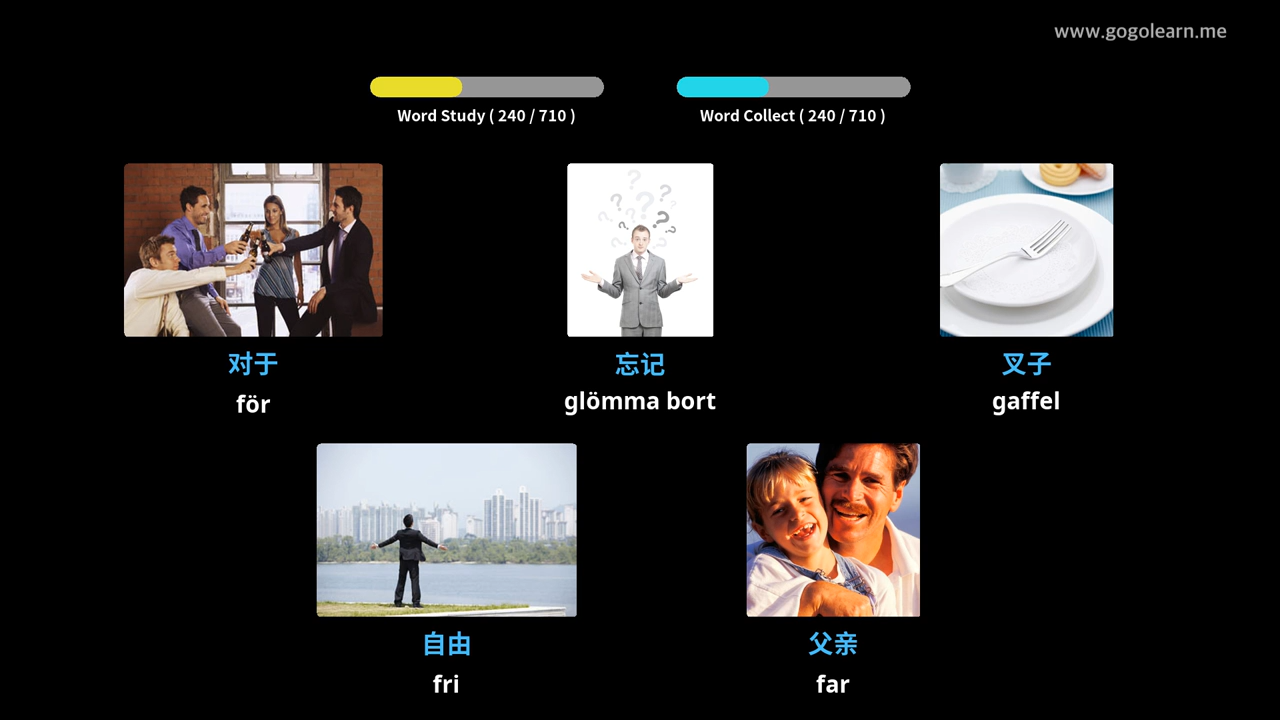 www.gogolearn.me
Word Study ( 240 / 710 )
Word Collect ( 240 / 710 )
对于
för
忘记
glömma bort
叉子
gaffel
自由
fri
父亲
far